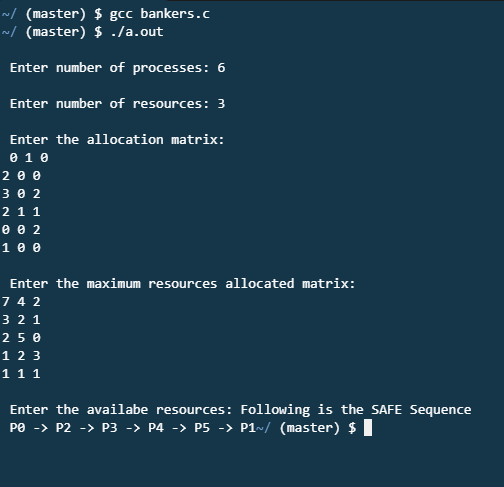 ~/ (master) $ gcc bankers.c
~/ (master) $ ./a.out
Enter number of processes: 6
Enter number of resources: 3
Enter the allocation matrix:
0 1 0
2 0 0
3 0 2
2 1 1
0 0 2
1 0 0
Enter the maximum resources allocated matrix:
7 4 2
3 2 1
2 5 0
1 2 3
1 1 1
Enter the availabe resources: Following is the SAFE Sequence
P0 -> P2 -> P3 -> P4 -> P5 -> P1~/ (master) $